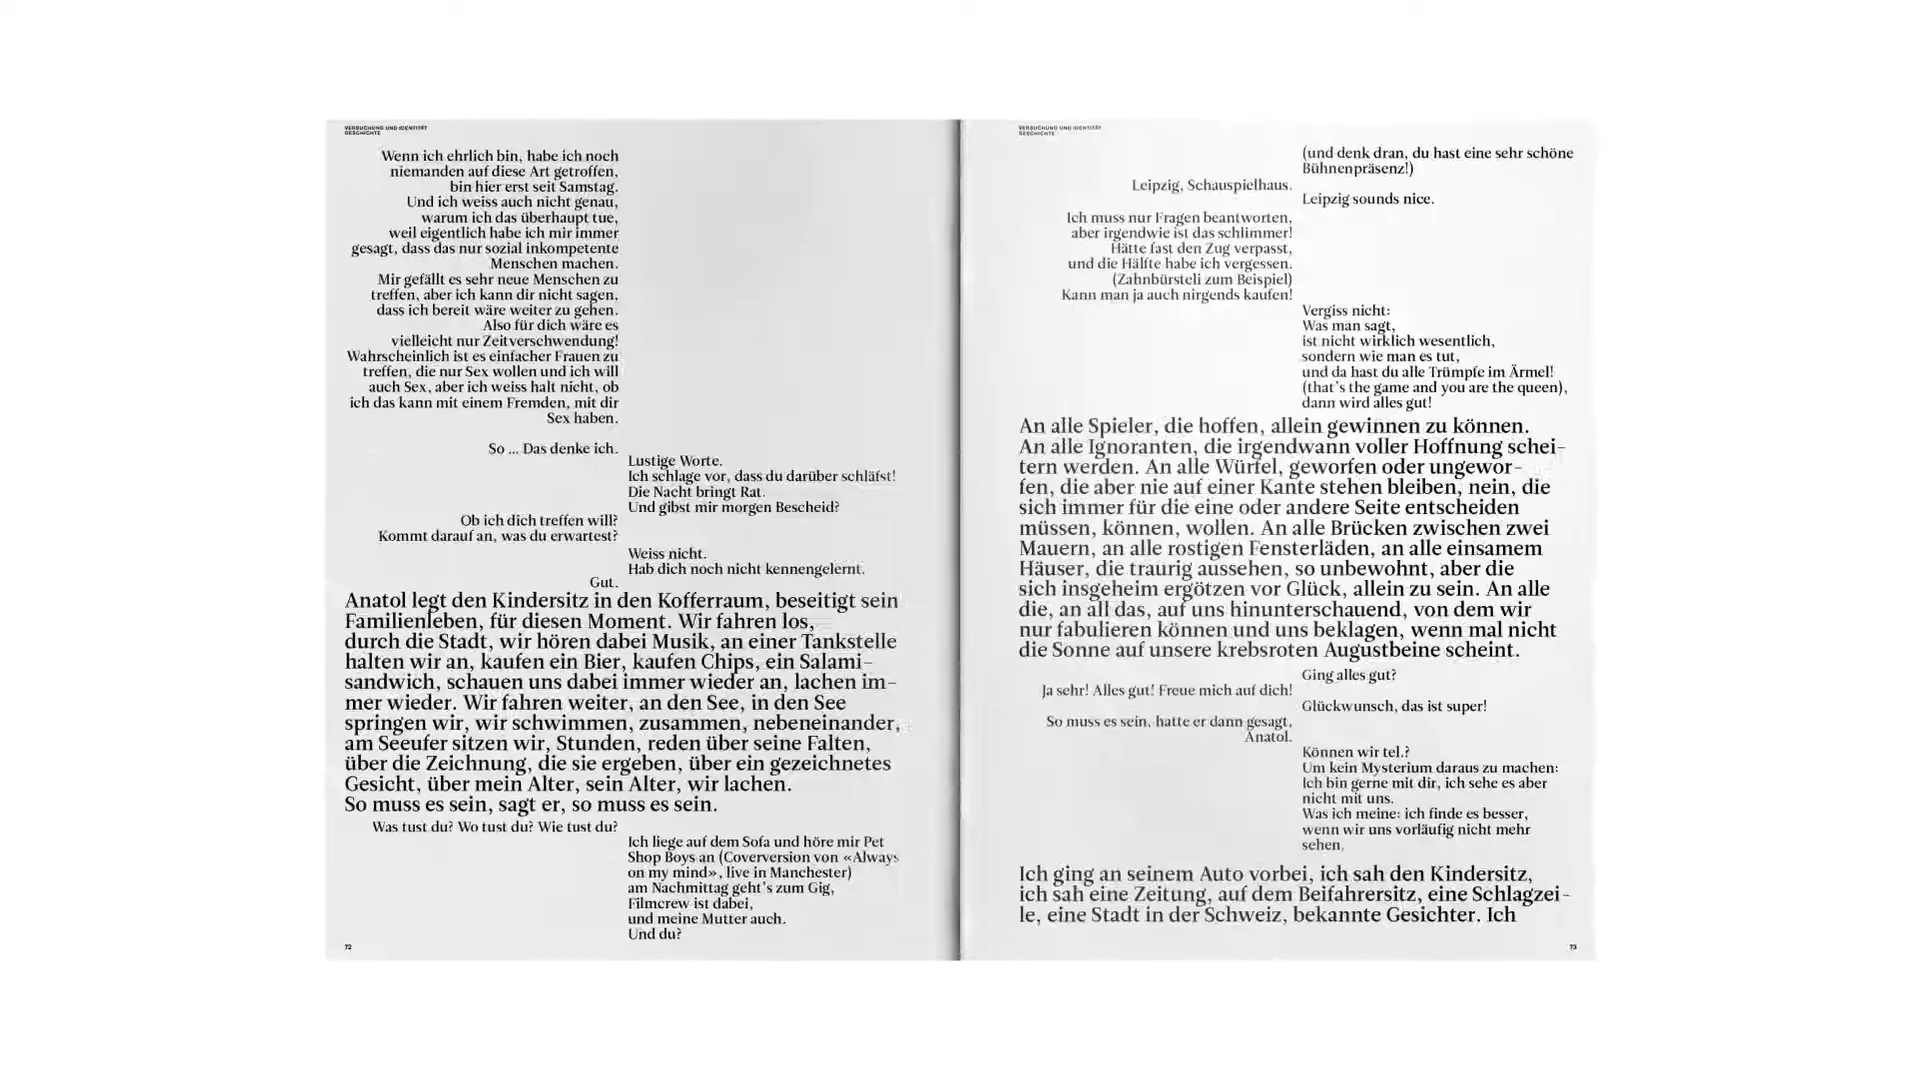 VERSUCHUNG UND IDENTITÄT
GESCHICHTE
Wenn ich ehrlich bin, habe ich noch
niemanden auf diese Art getroffen,
bin hier erst seit Samstag.
Und ich weiss auch nicht genau,
warum ich das überhaupt tue,
weil eigentlich habe ich mir immer
gesagt, dass das nur sozial inkompetente
Menschen machen.
Mir gefällt es sehr neue Menschen zu
treffen, aber ich kann dir nicht sagen,
dass ich bereit wäre weiter zu gehen.
Also für dich wäre es
vielleicht nur Zeitverschwendung!
Wahrscheinlich ist es einfacher Frauen zu
treffen, die nur Sex wollen und ich will
auch Sex, aber ich weiss halt nicht, ob
ich das kann mit einem Fremden, mit dir
Sex haben.
So ... Das denke ich.
Lustige Worte.
Ich schlage vor, dass du darüber schläfst!
Die Nacht bringt Rat.
Und gibst mir morgen Bescheid?
Ob ich dich treffen will?
Kommt darauf an, was du erwartest?
Weiss nicht.
Hab dich noch nicht kennengelernt.
Gut.
Anatol legt den Kindersitz in den Kofferraum, beseitigt sein
Familienleben, für diesen Moment. Wir fahren los,
durch die Stadt, wir hören dabei Musik, an einer Tankstelle
halten wir an, kaufen ein Bier, kaufen Chips, ein Salami-
sandwich, schauen uns dabei immer wieder an, lachen im-
mer wieder. Wir fahren weiter, an den See, in den See
springen wir, wir schwimmen, zusammen, nebeneinander,
am Seeufer sitzen wir, Stunden, reden über seine Falten,
über die Zeichnung, die sie ergeben, über ein gezeichnetes
Gesicht, über mein Alter, sein Alter, wir lachen.
So muss es sein, sagt er, so muss es sein.
Was tust du? Wo tust du? Wie tust du?
Ich liege auf dem Sofa und höre mir Pet
Shop Boys an (Coverversion von «Always
on my mind», live in Manchester)
am Nachmittag geht's zum Gig,
Filmcrew ist dabei,
und meine Mutter auch.
Und du?
72
VERSUCHUNG UND IDENTITÄT
GESCHICHTE
(und denk dran, du hast eine sehr schöne
Bühnenpräsenz!)
Leipzig, Schauspielhaus.
Leipzig sounds nice.
Ich muss nur Fragen beantworten,
aber irgendwie ist das schlimmer!
Hätte fast den Zug verpasst,
und die Hälfte habe ich vergessen.
(Zahnbürsteli zum Beispiel)
Kann man ja auch nirgends kaufen!
Vergiss nicht:
Was man sagt,
ist nicht wirklich wesentlich,
sondern wie man es tut,
und da hast du alle Trümpfe im Ärmel!
(that's the game and you are the queen),
dann wird alles gut!
An alle Spieler, die hoffen, allein gewinnen zu können.
An alle Ignoranten, die irgendwann voller Hoffnung schei-
tern werden. An alle Würfel, geworfen oder ungewor-
fen, die aber nie auf einer Kante stehen bleiben, nein, die
sich immer für die eine oder andere Seite entscheiden
müssen, können, wollen. An alle Brücken zwischen zwei
Mauern, an alle rostigen Fensterläden, an alle einsamem
Häuser, die traurig aussehen, so unbewohnt, aber die
sich insgeheim ergötzen vor Glück, allein zu sein. An alle
die, an all das, auf uns hinunterschauend, von dem wir
nur fabulieren können und uns beklagen, wenn mal nicht
die Sonne auf unsere krebsroten Augustbeine scheint.
Ging alles gut?
Ja sehr! Alles gut! Freue mich auf dich!
Glückwunsch, das ist super!
So muss es sein, hatte er dann gesagt,
Anatol.
Können wir tel.?
Um kein Mysterium daraus zu machen:
Ich bin gerne mit dir, ich sehe es aber
nicht mit uns.
Was ich meine: ich finde es besser,
wenn wir uns vorläufig nicht mehr
sehen.
Ich ging an seinem Auto vorbei, ich sah den Kindersitz,
ich sah eine Zeitung, auf dem Beifahrersitz, eine Schlagzei-
le, eine Stadt in der Schweiz, bekannte Gesichter. Ich
73